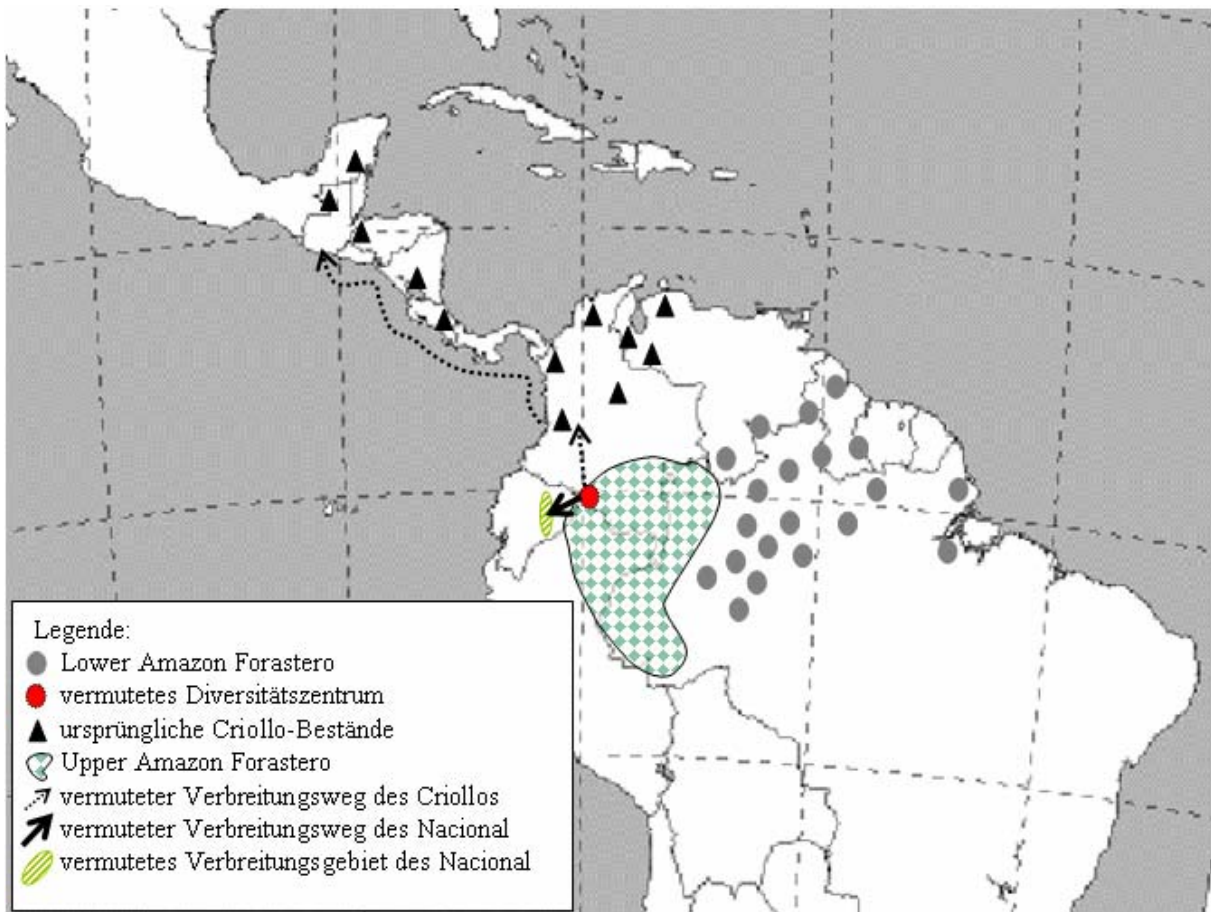 Legende:
Lower Amazon Forastero
vermutetes Diversitätszentrum
ursprüngliche Criollo-Bestände
Upper Amazon Forastero
vermuteter Verbreitungsweg des Criollos
vermuteter Verbreitungsweg des Nacional
vermutetes Verbreitungsgebiet des Nacional